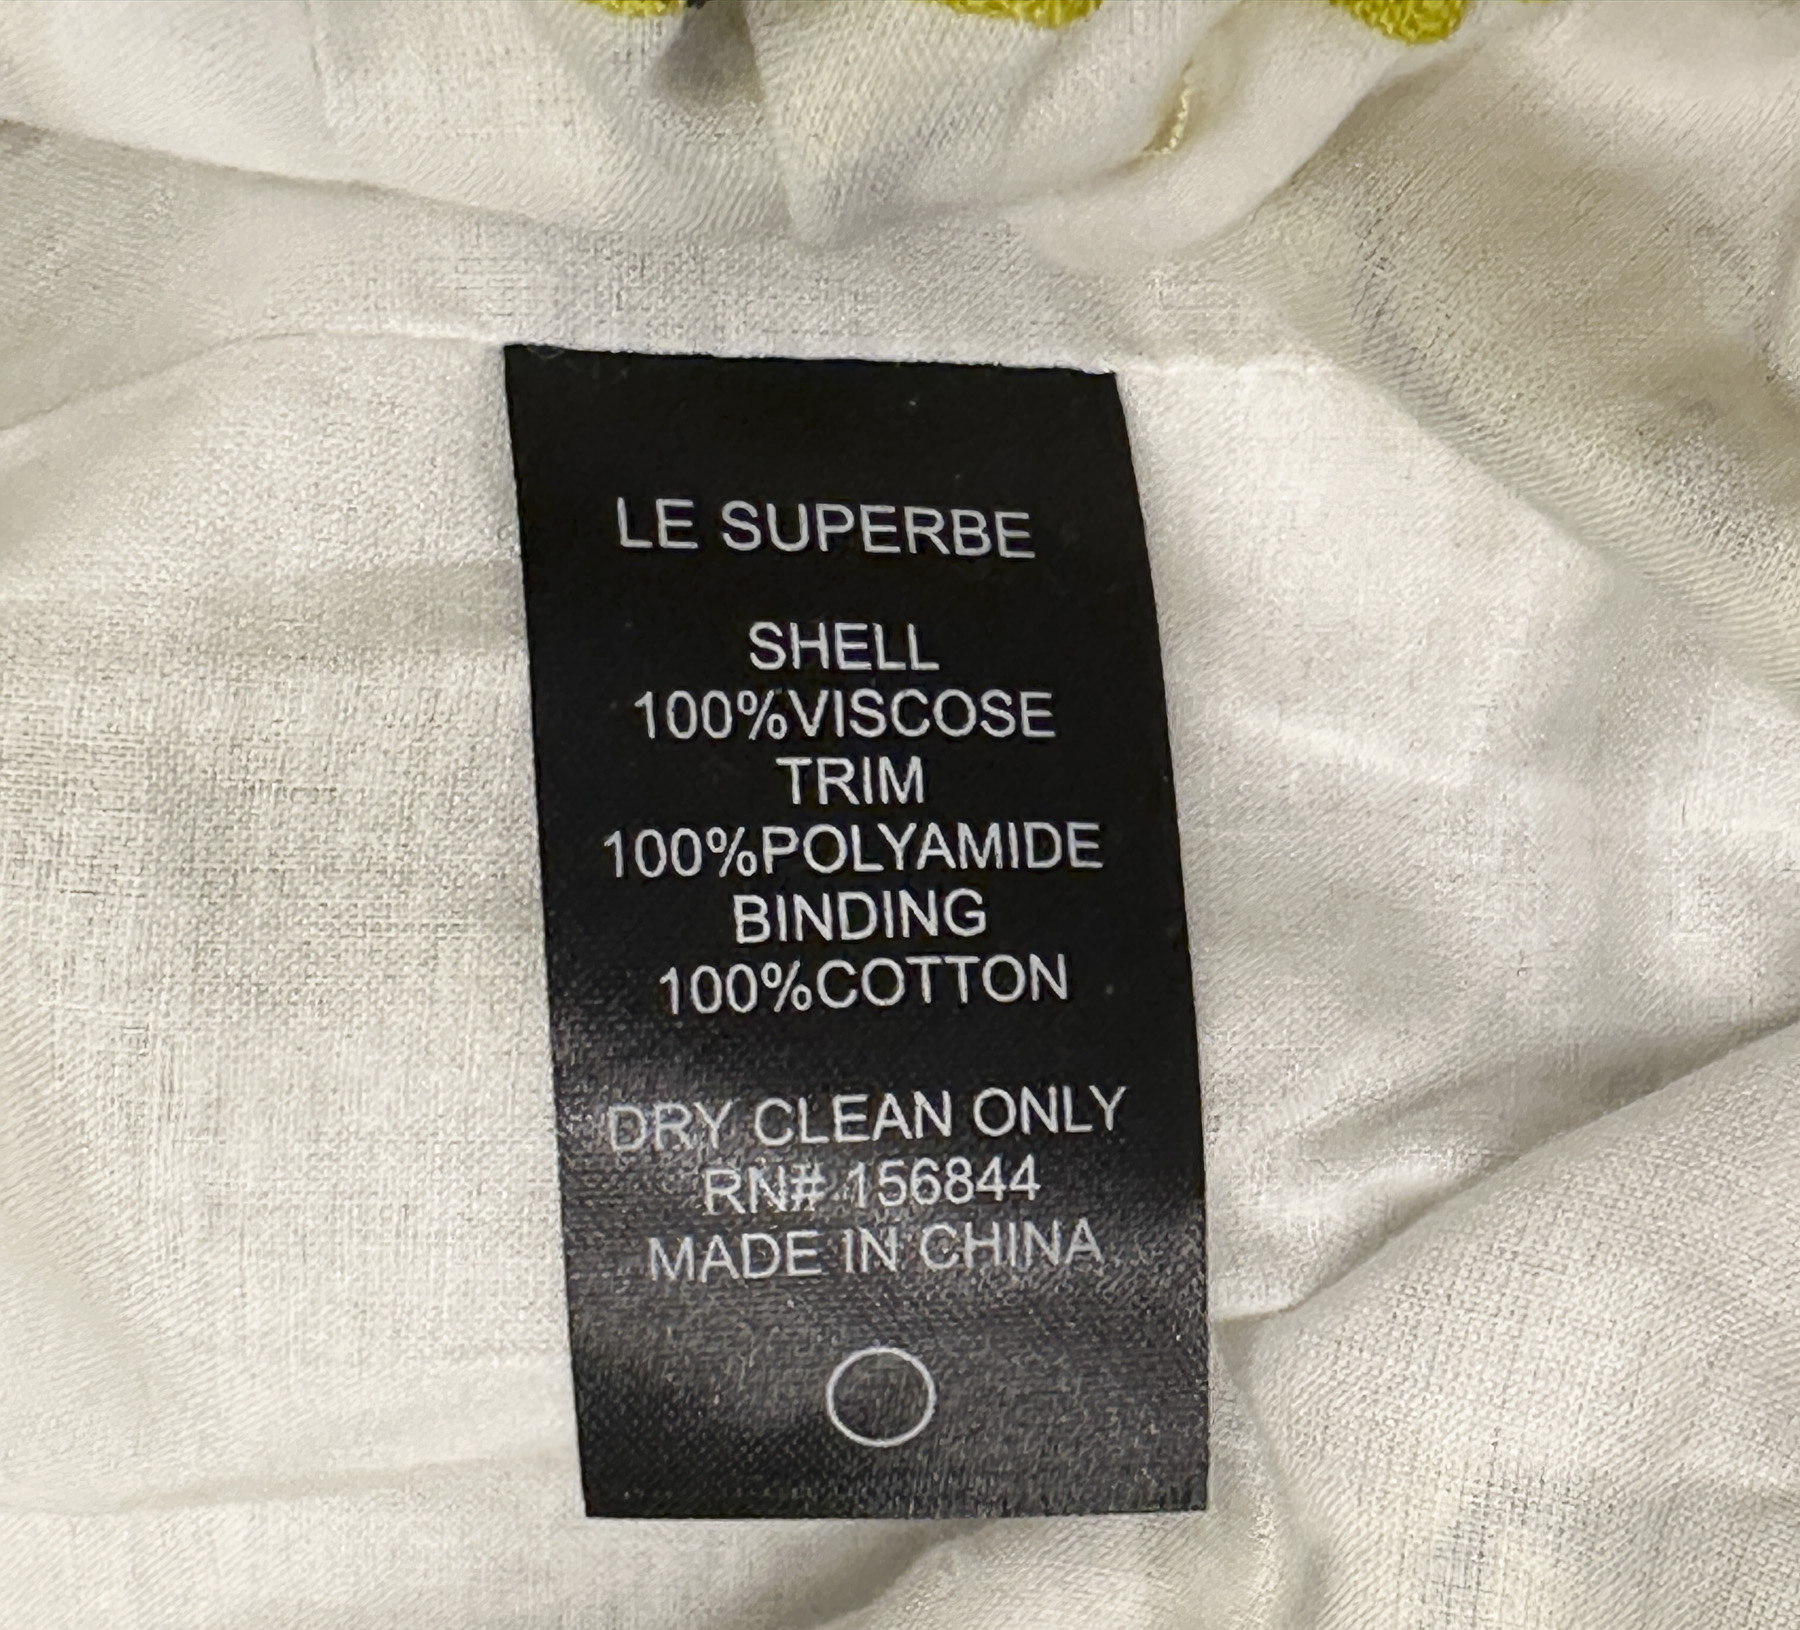 LE SUPERBE
SHELL
100%VISCOSE
TRIM
100%POLYAMIDE
BINDING
100%COTTON
DRY CLEAN ONLY
RN# 156844
MADE IN CHINA